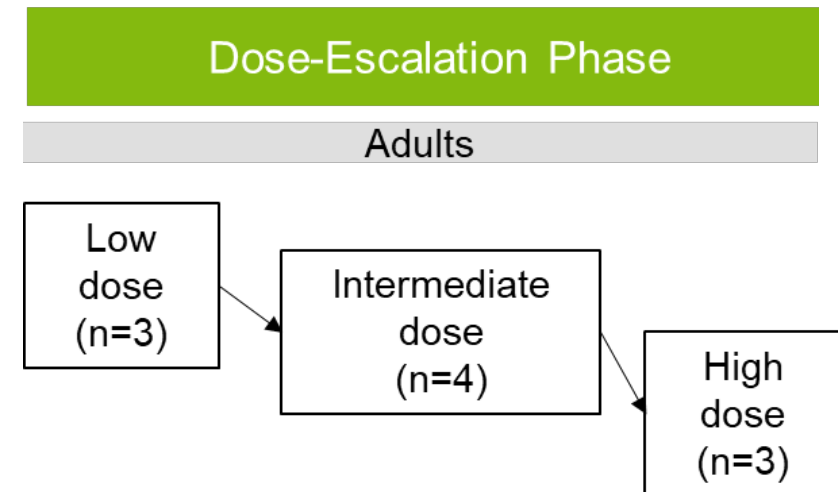 Dose-Escalation Phase
Adults
Low
dose
(n=3)
Intermediate
dose
(n=4)
High
dose
(n=3)